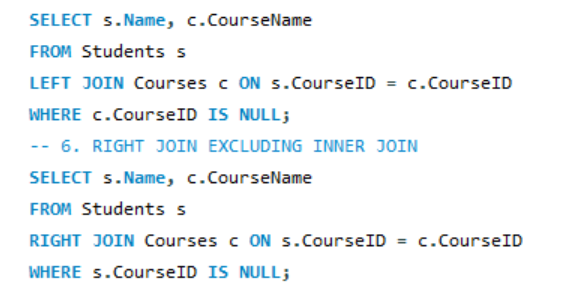 SELECT s.Name, c.CourseName
FROM Students s
LEFT JOIN Courses c ON s.CourseID = c.CourseID
WHERE c.CourseID IS NULL;
-- 6. RIGHT JOIN EXCLUDING INNER JOIN
SELECT s.Name, c.CourseName
FROM Students s
RIGHT JOIN Courses c ON s.CourseID = c.CourseID
WHERE s.CourseID IS NULL;